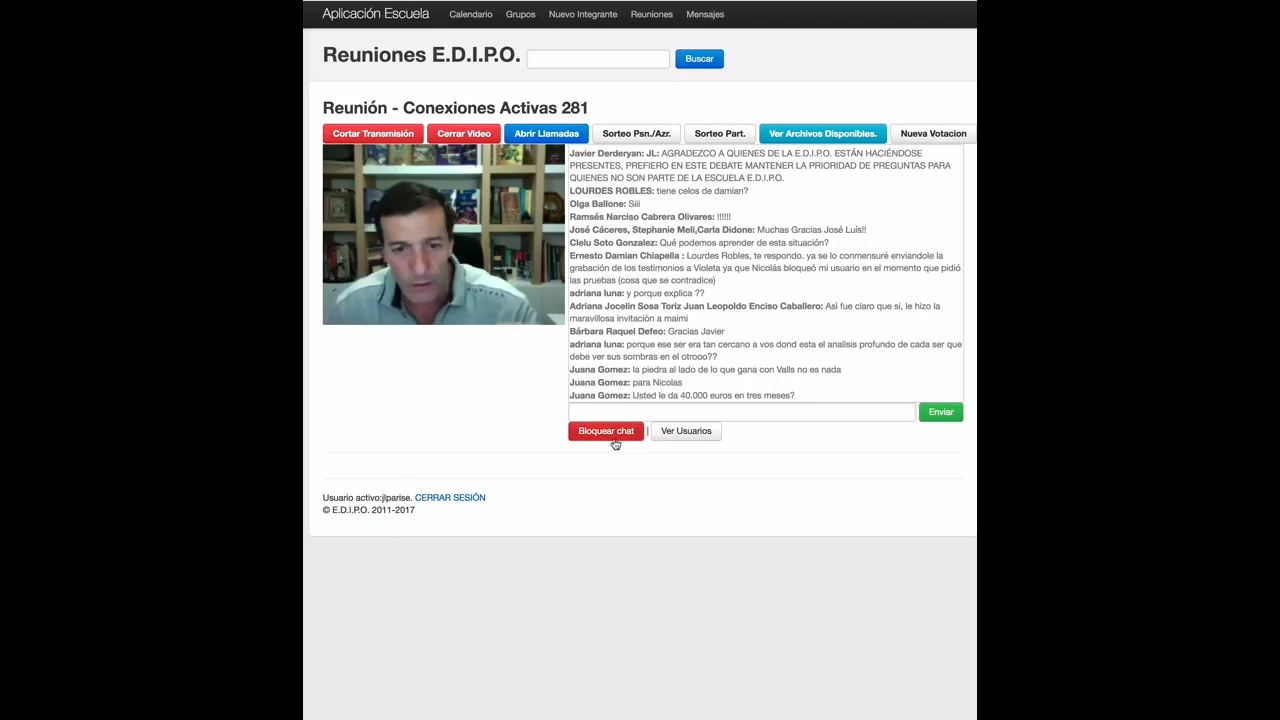 Aplicación Escuela Calendario Grupos Nuevo Integrante Reuniones Mensajes
Reuniones E.D.I.P.O. Buscar
Reunión - Conexiones Activas 281
Cortar Transmisión Cerrar Video Abrir Llamadas Sorteo Psn./Azr. Sorteo Part. Ver Archivos Disponibles. Nueva Votacion
Javier Derderyan: JL: AGRADEZCO A QUIENES DE LA E.D.I.P.O. ESTÁN HACIÉNDOSE
PRESENTES, PREFIERO EN ESTE DEBATE MANTENER LA PRIORIDAD DE PREGUNTAS PARA
QUIENES NO SON PARTE DE LA ESCUELA E.D.I.P.O.
LOURDES ROBLES: tiene celos de damian?
Olga Ballone: Siii
Ramsés Narciso Cabrera Olivares: !!!!!!
José Cáceres, Stephanie Meli,Carla Didone: Muchas Gracias José Luís!!
Clelu Soto Gonzalez: Qué podemos aprender de esta situación?
Ernesto Damian Chiapella : Lourdes Robles, te respondo. ya se lo conmensuré enviandole la
grabación de los testimonios a Violeta ya que Nicolás bloqueó mi usuario en el momento que pidió
las pruebas (cosa que se contradice)
adriana luna: y porque explica ??
Adriana Jocelin Sosa Toriz Juan Leopoldo Enciso Caballero: Asì fue claro que si, le hizo la
maravillosa invitaciòn a maimi
Bárbara Raquel Defeo: Gracias Javier
adriana luna: porque ese ser era tan cercano a vos dond esta el analisis profundo de cada ser que
debe ver sus sombras en el otrooo??
Juana Gomez: la piedra al lado de lo que gana con Valls no es nada
Juana Gomez: para Nicolas
Juana Gomez: Usted le da 40.000 euros en tres meses?
Enviar
Bloquear chat | Ver Usuarios
Usuario activo:jlparise. CERRAR SESIÓN
© E.D.I.P.O. 2011-2017